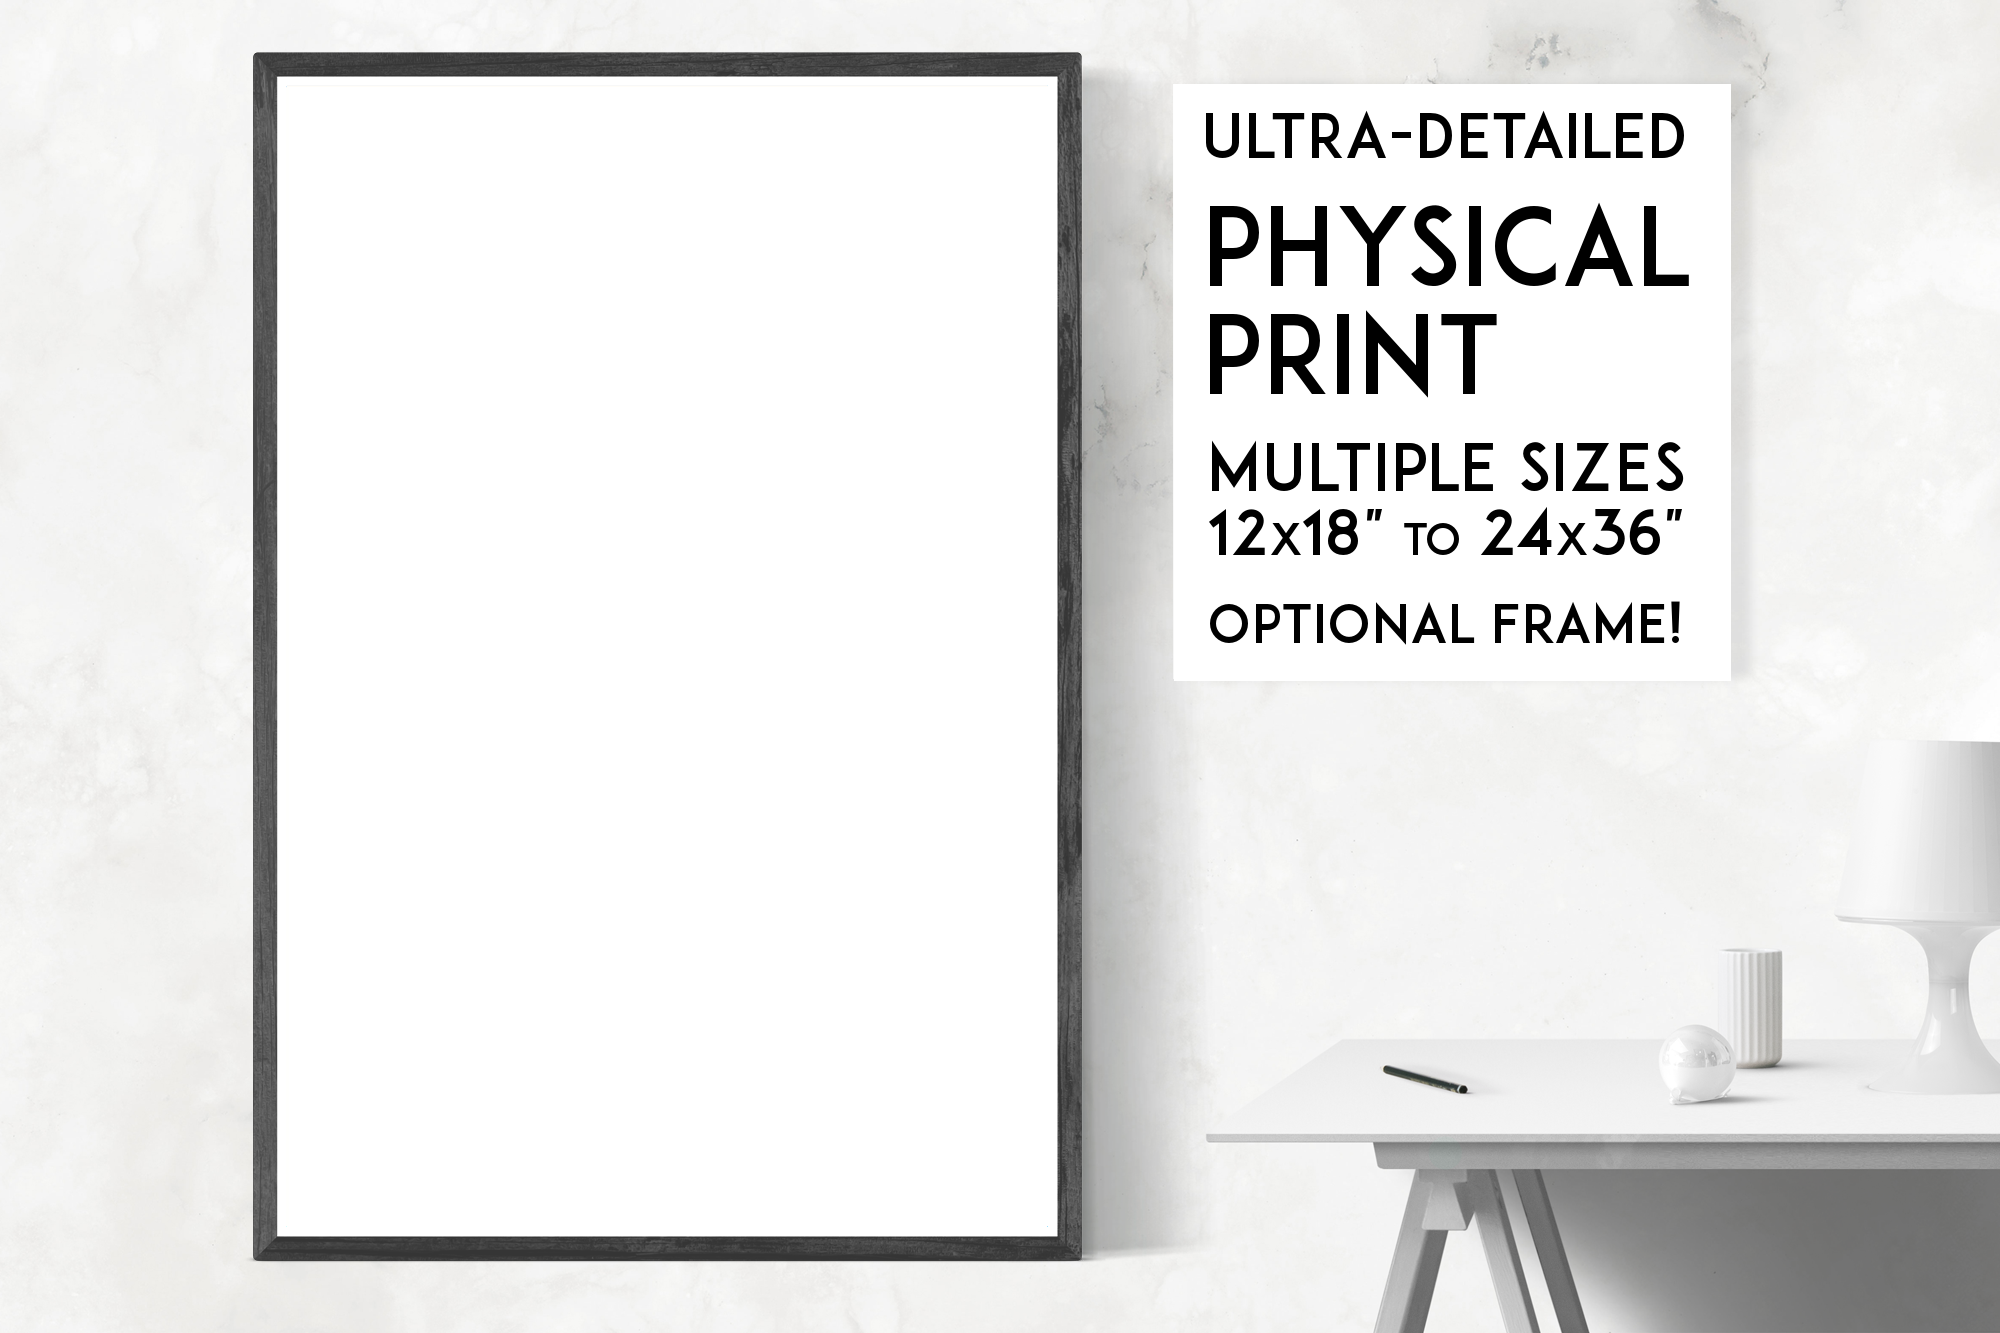 ULTRA-DETAILED
PHYSICAL
PRINT
MULTIPLE SIZES
12x18" TO 24x36"
OPTIONAL FRAME!